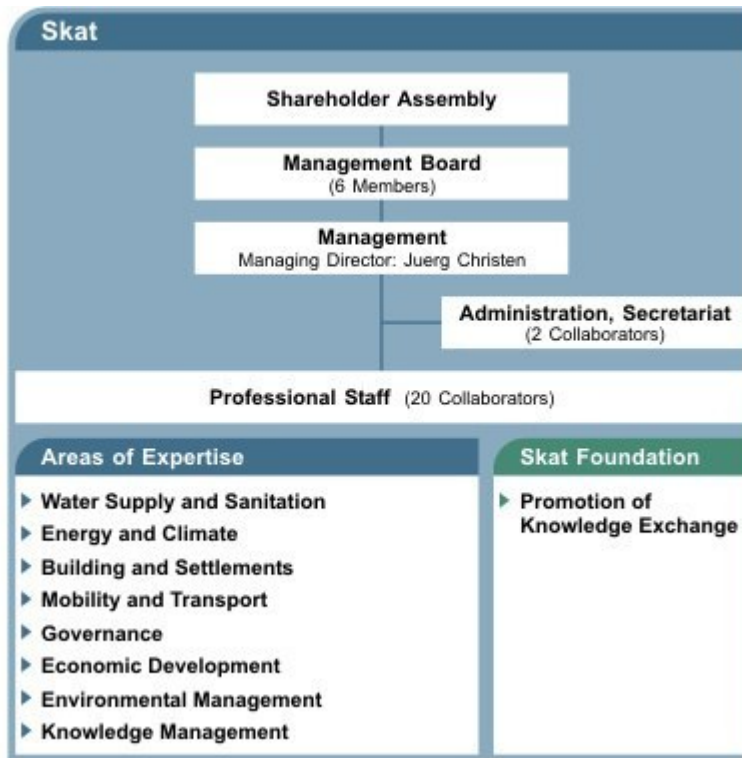 Skat
Shareholder Assembly
Management Board
(6 Members)
Management
Managing Director: Juerg Christen
Administration, Secretariat
(2 Collaborators)
Professional Staff (20 Collaborators)
Areas of Expertise
Water Supply and Sanitation
Energy and Climate
Building and Settlements
Mobility and Transport
Governance
Economic Development
Environmental Management
Knowledge Management
Skat Foundation
Promotion of
Knowledge Exchange